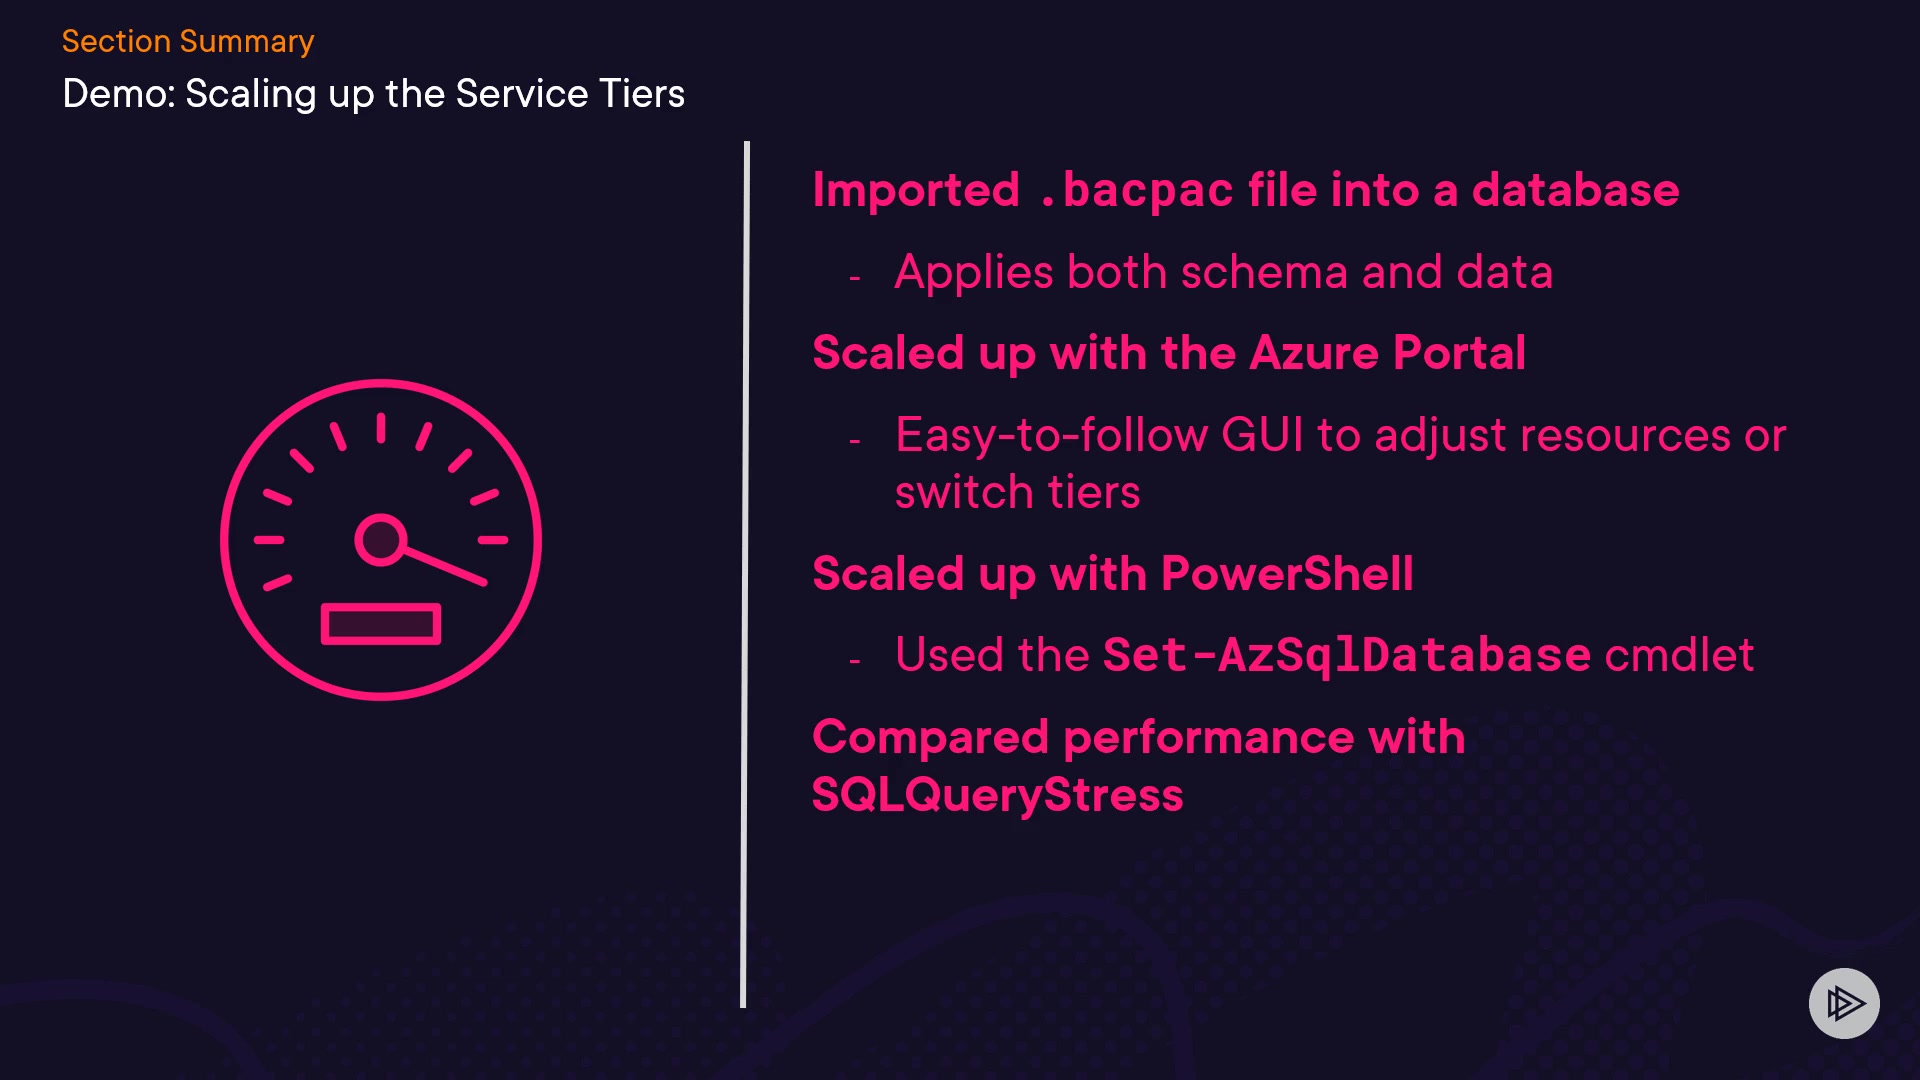 Section Summary
Demo: Scaling up the Service Tiers
Imported .bacpac file into a database
- Applies both schema and data
Scaled up with the Azure Portal
- Easy-to-follow GUI to adjust resources or
switch tiers
Scaled up with PowerShell
- Used the Set-AzSqlDatabase cmdlet
Compared performance with
SQLQueryStress